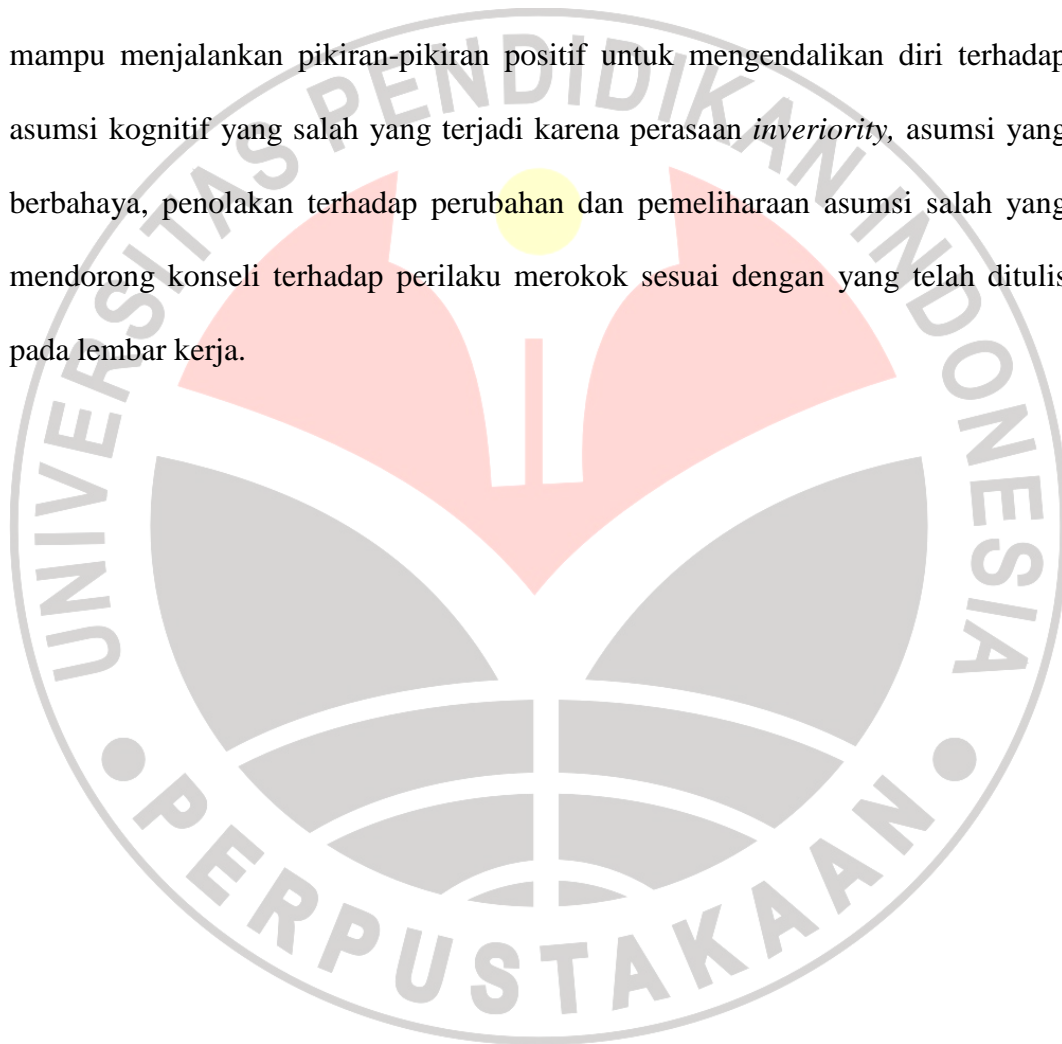 mampu menjalankan pikiran-pikiran positif untuk mengendalikan diri terhadap
asumsi kognitif yang salah yang terjadi karena perasaan inveriority, asumsi yang
berbahaya, penolakan terhadap perubahan dan pemeliharaan asumsi salah yang
mendorong konseli terhadap perilaku merokok sesuai dengan yang telah ditulis
pada lembar kerja.
UNIVERSITAS PENDIDIKAN INDONESIA
PERPUSTAKAAN